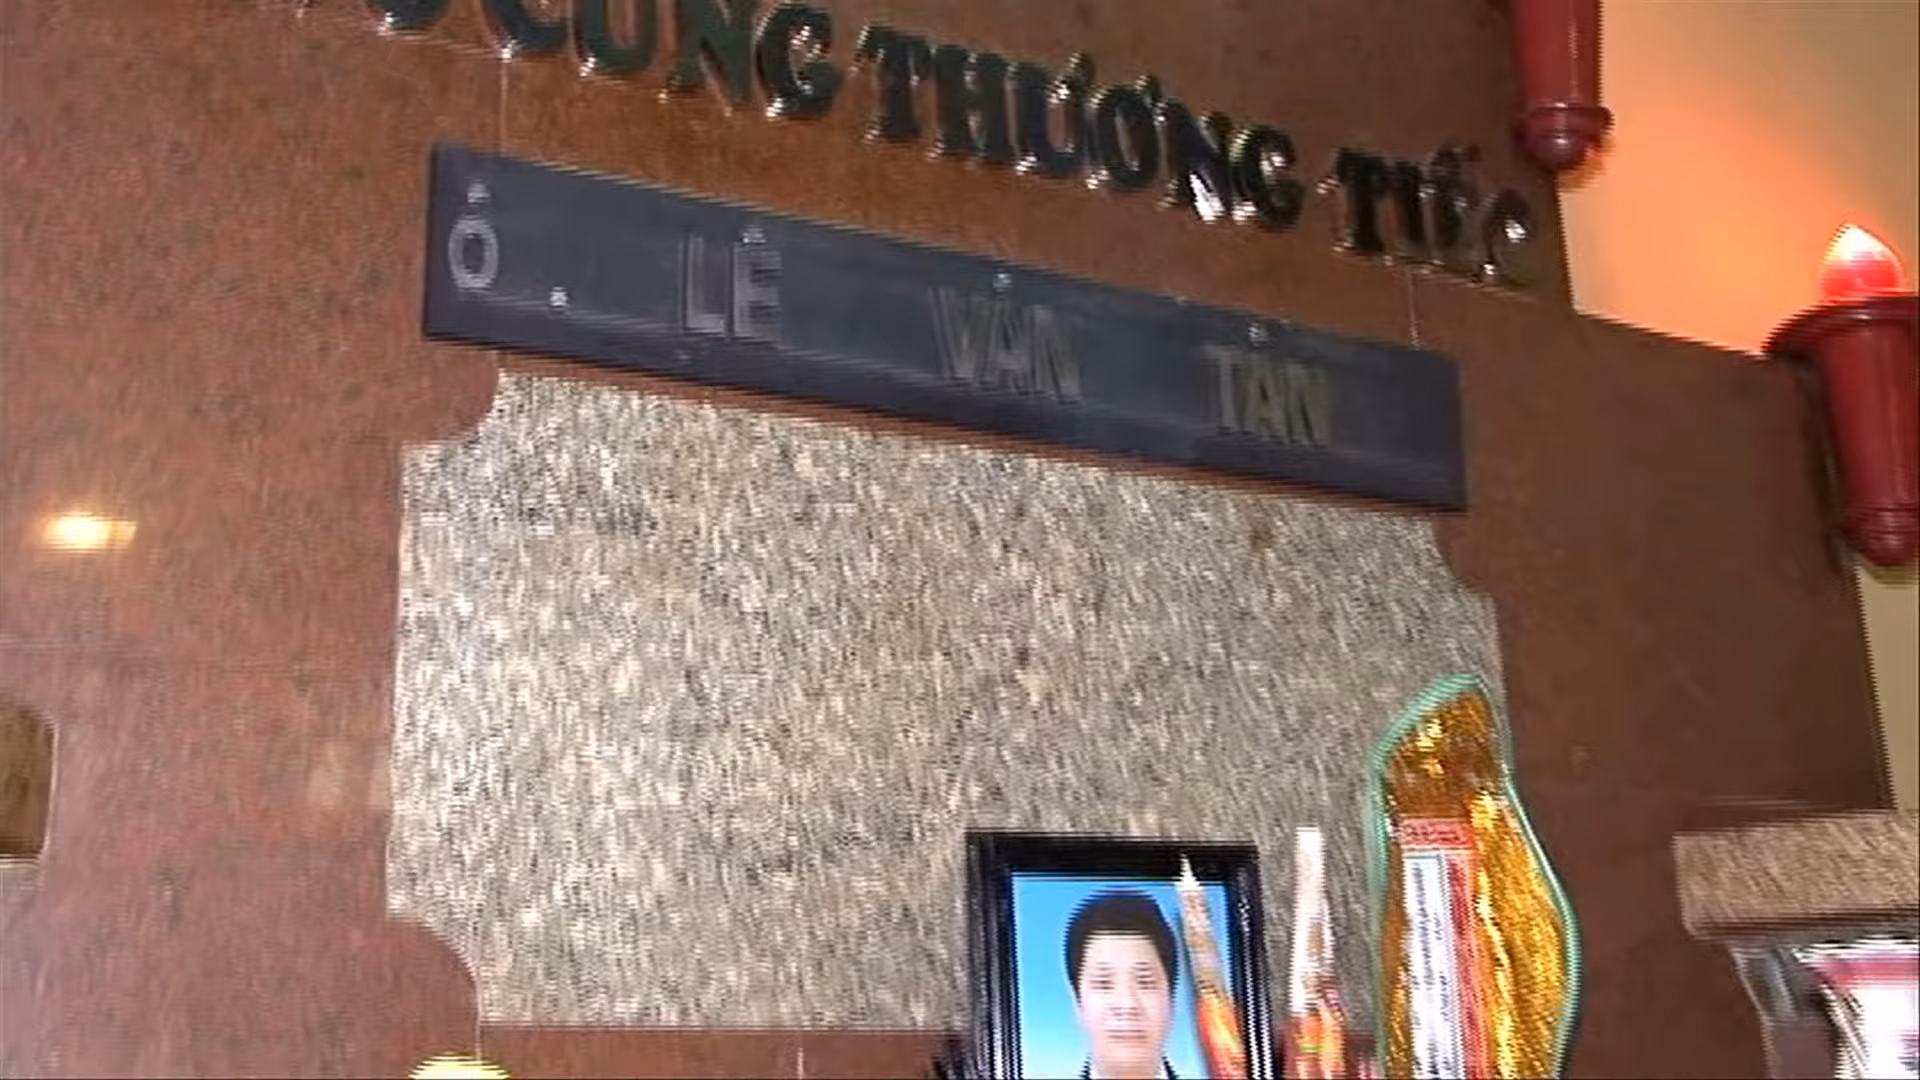 CÙNG THƯƠNG TIẾC
Ô. LÊ VĂN TÂN